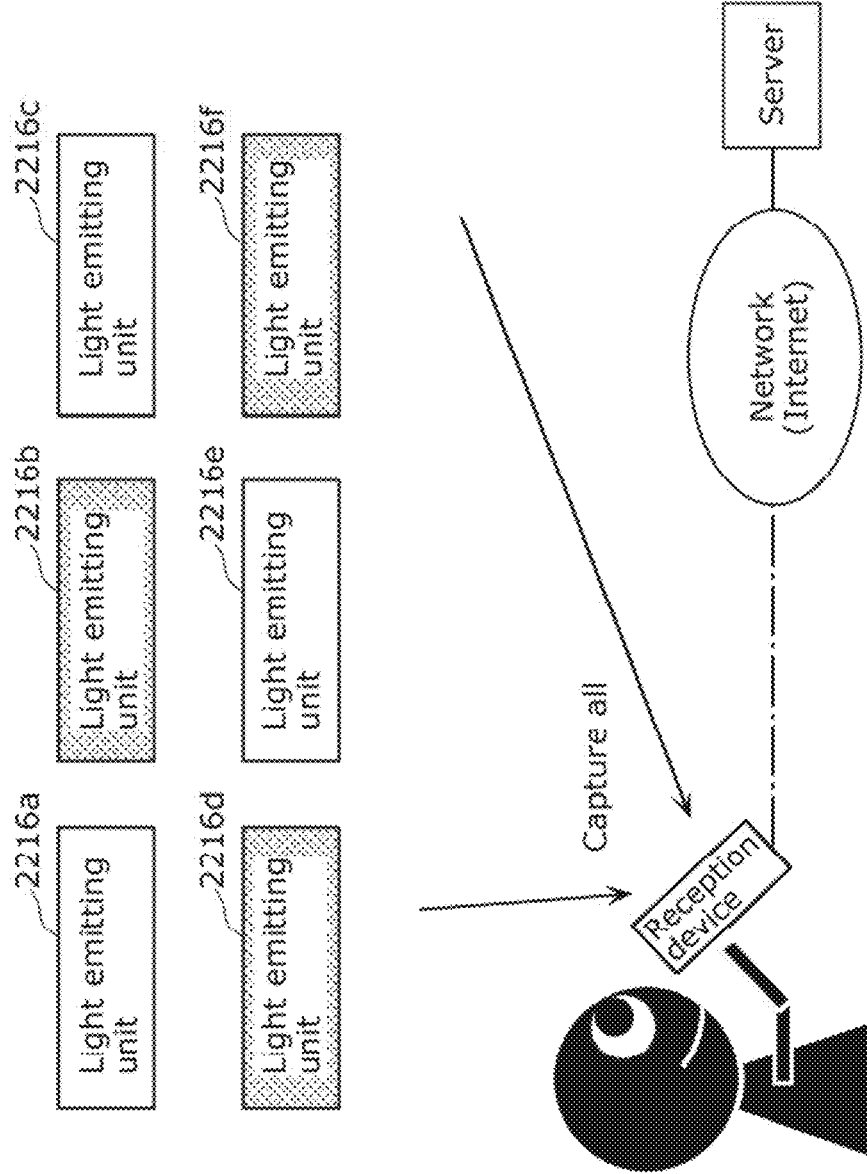 2216a
Light emitting
unit
2216b
Light emitting
unit
2216c
Light emitting
unit
2216d
Light emitting
unit
2216e
Light emitting
unit
2216f
Light emitting
unit
Capture all
Reception
device
Network
(Internet)
Server